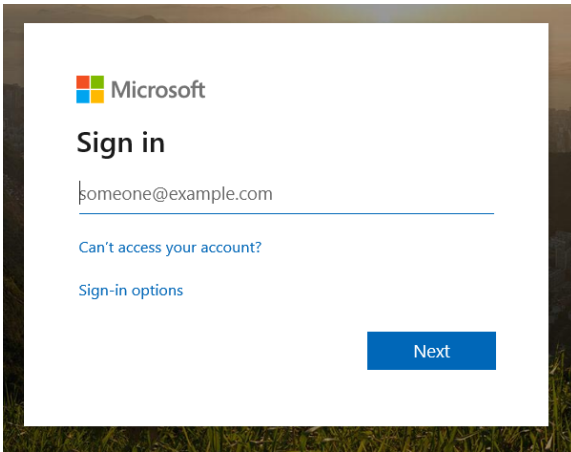 Microsoft
Sign in
someone@example.com
Can't access your account?
Sign-in options
Next